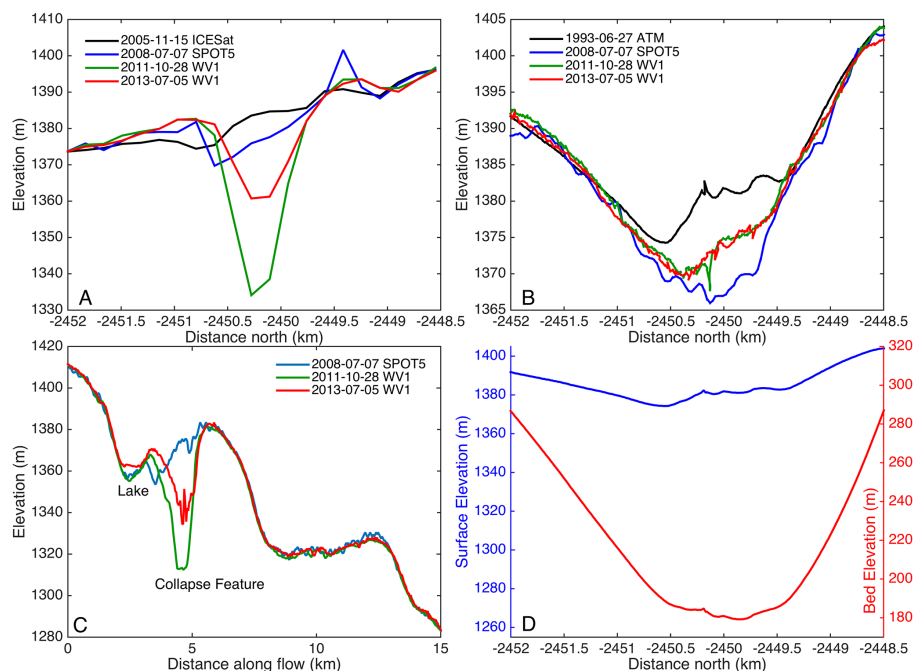 1410
1400
1390
1380
1370
1360
1350
1340
1330
Elevation (m)
2005-11-15 ICESat
2008-07-07 SPOT5
2011-10-28 WV1
2013-07-05 WV1
A
-2452 -2451.5 -2451 -2450.5 -2450 -2449.5 -2449 -2448.5
Distance north (km)
1405
1400
1395
1390
1385
1380
1375
1370
1365
Elevation (m)
1993-06-27 ATM
2008-07-07 SPOT5
2011-10-28 WV1
2013-07-05 WV1
B
-2452 -2451.5 -2451 -2450.5 -2450 -2449.5 -2449 -2448.5
Distance north (km)
1420
1400
1380
1360
1340
1320
1300
1280
Elevation (m)
2008-07-07 SPOT5
2011-10-28 WV1
2013-07-05 WV1
Lake
Collapse Feature
C
0 5 10 15
Distance along flow (km)
1400
1380
1360
1340
1320
1300
1280
1260
Surface Elevation (m)
320
300
280
260
240
220
200
180
Bed Elevation (m)
D
-2452 -2451.5 -2451 -2450.5 -2450 -2449.5 -2449 -2448.5
Distance north (km)